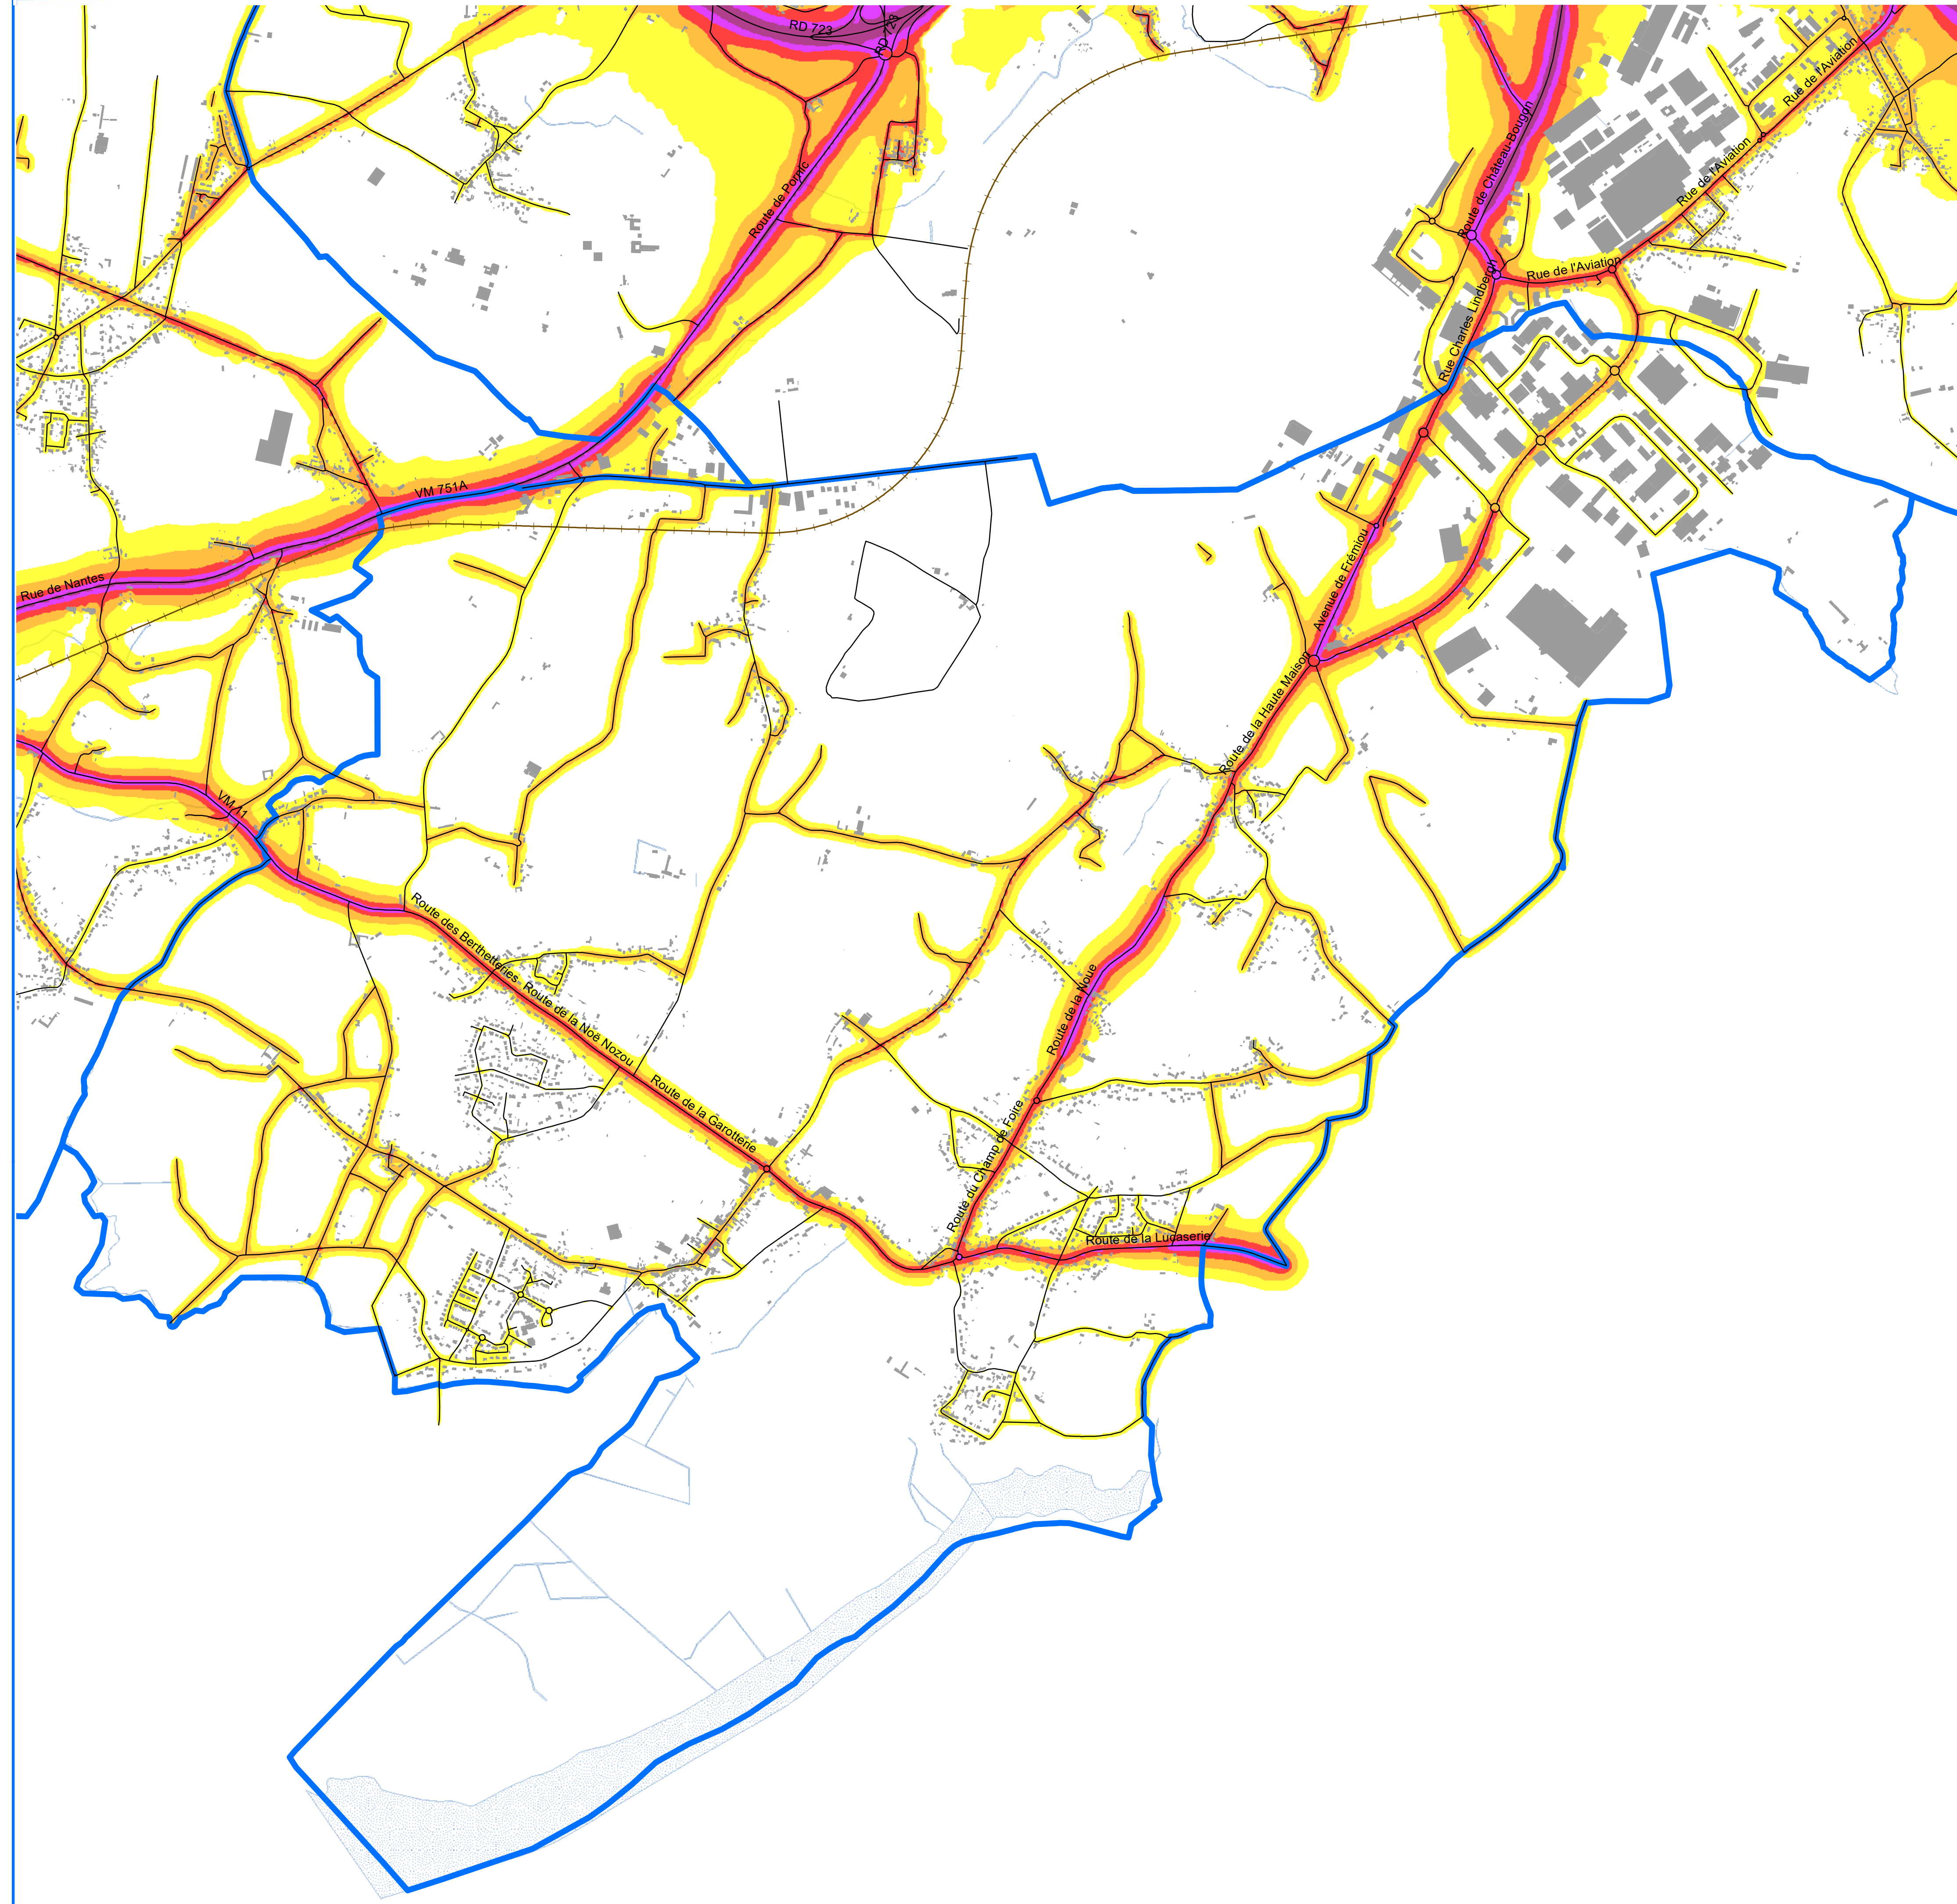 RD 723
RD 723
Rue de l'Aviation
Route de Château-Bougon
Rue de l'Aviation
Route de Pornic
Rue de l'Aviation
Rue Charles Lindbergh
VM 751A
Rue de Nantes
Avenue de Frémiou
Route de la Haute Maison
VM 11
Route des Berthetteries
Route de la Noë Nozou
Route de la Noue
Route de la Garotterie
Route du Champ de Foire
Route de la Lucaserie